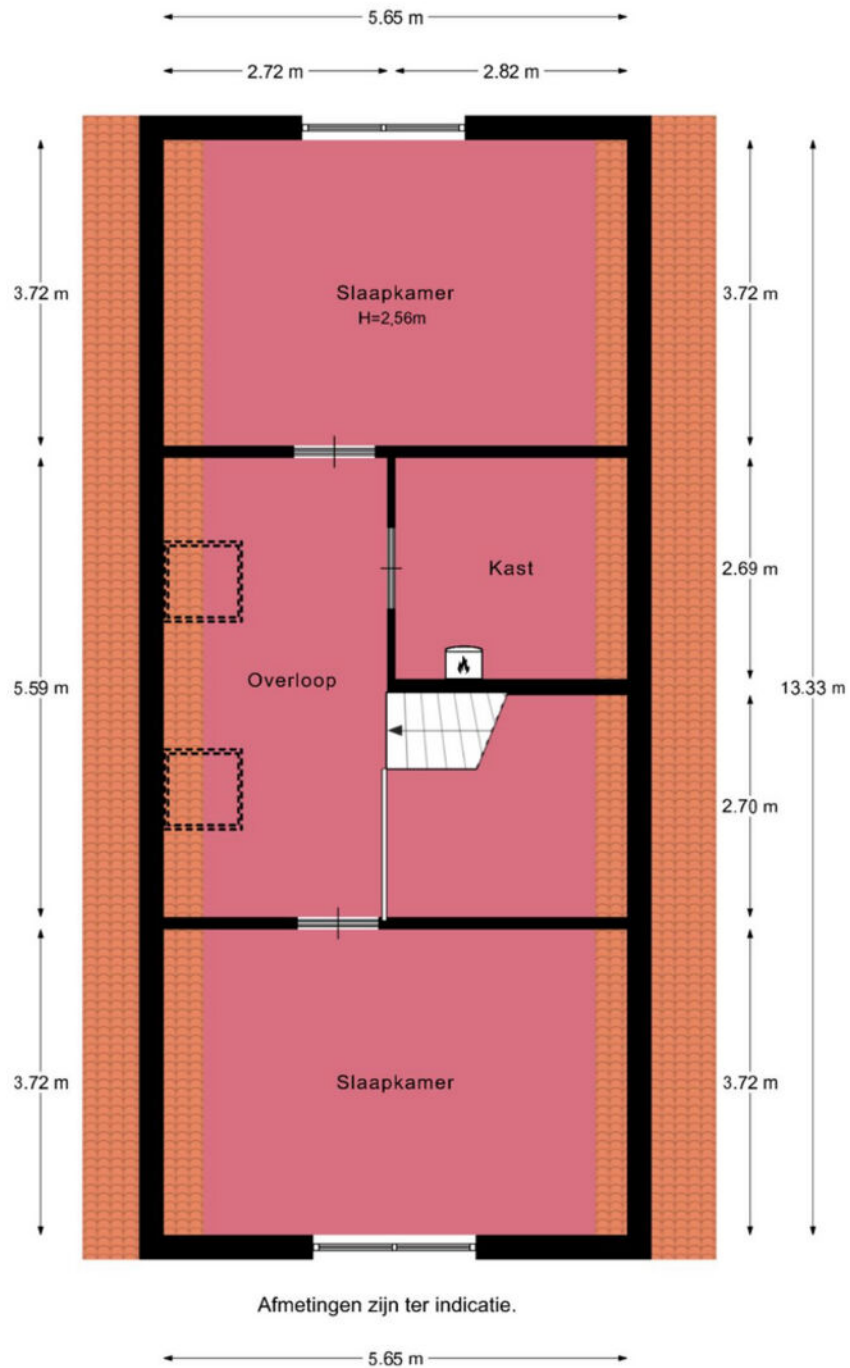 5.65 m
2.72 m
2.82 m
3.72 m
3.72 m
Slaapkamer
H=2,56m
Kast
2.69 m
Overloop
5.59 m
13.33 m
2.70 m
3.72 m
Slaapkamer
3.72 m
Afmetingen zijn ter indicatie.
5.65 m